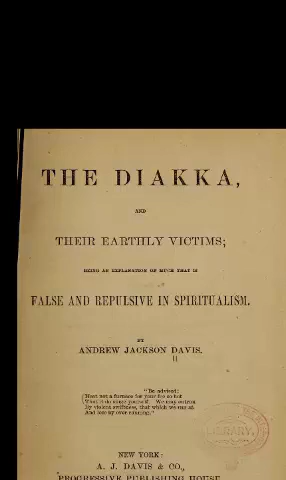 THE DIAKKA,
AND
THEIR EARTHLY VICTIMS;
BEING AN EXPLANATION OF MUCH THAT IS
FALSE AND REPULSIVE IN SPIRITUALISM.
BY
ANDREW JACKSON DAVIS.
"Be advised;
Heat not a furnace for your foe so hot
That it do singe yourself. We may outrun
By violent swiftness, that which we run at
And lose by over-running."
LIBRARY
NEW YORK:
A. J. DAVIS & CO.,
PROGRESSIVE PUBLISHING HOUSE